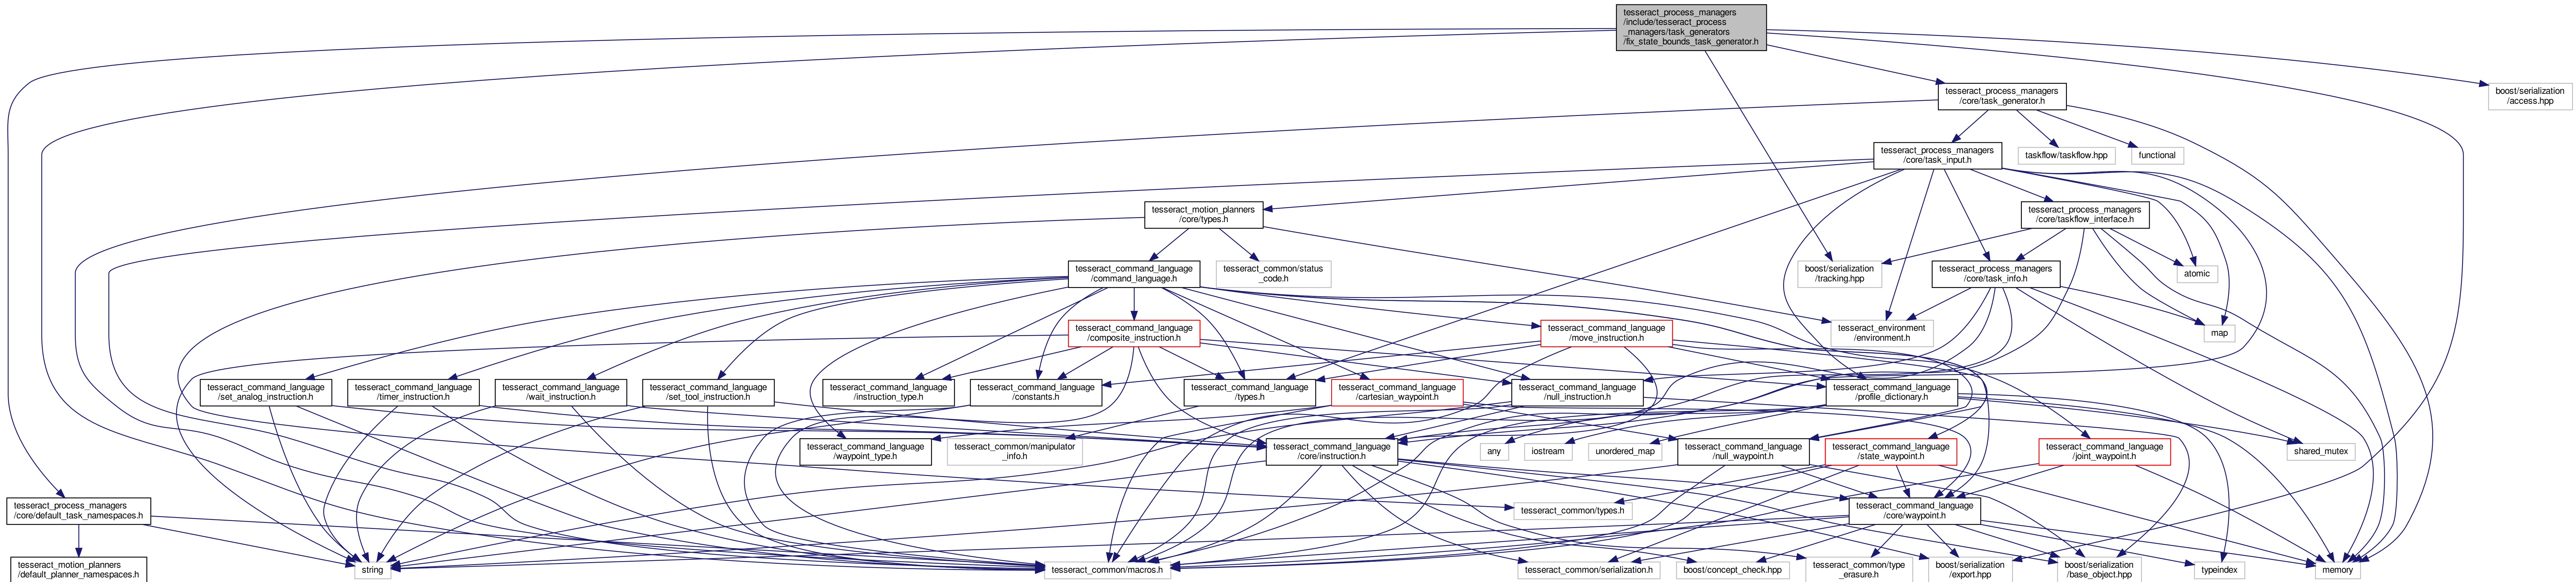 tesseract_process_managers
/include/tesseract_process
_managers/task_generators
/fix_state_bounds_task_generator.h
boost/serialization
/access.hpp
tesseract_process_managers
/core/task_generator.h
tesseract_process_managers
/core/task_input.h
taskflow/taskflow.hpp
functional
tesseract_motion_planners
/core/types.h
tesseract_process_managers
/core/taskflow_interface.h
tesseract_command_language
/command_language.h
tesseract_common/status
_code.h
boost/serialization
/tracking.hpp
tesseract_process_managers
/core/task_info.h
atomic
tesseract_command_language
/composite_instruction.h
tesseract_command_language
/move_instruction.h
tesseract_environment
/environment.h
map
tesseract_command_language
/set_analog_instruction.h
tesseract_command_language
/timer_instruction.h
tesseract_command_language
/wait_instruction.h
tesseract_command_language
/set_tool_instruction.h
tesseract_command_language
/instruction_type.h
tesseract_command_language
/constants.h
tesseract_command_language
/types.h
tesseract_command_language
/cartesian_waypoint.h
tesseract_command_language
/null_instruction.h
tesseract_command_language
/profile_dictionary.h
tesseract_command_language
/waypoint_type.h
tesseract_common/manipulator
_info.h
tesseract_command_language
/core/instruction.h
any
iostream
unordered_map
tesseract_command_language
/null_waypoint.h
tesseract_command_language
/state_waypoint.h
tesseract_command_language
/joint_waypoint.h
shared_mutex
tesseract_process_managers
/core/default_task_namespaces.h
tesseract_common/types.h
tesseract_command_language
/core/waypoint.h
tesseract_motion_planners
/default_planner_namespaces.h
string
tesseract_common/macros.h
tesseract_common/serialization.h
boost/concept_check.hpp
tesseract_common/type
_erasure.h
boost/serialization
/export.hpp
boost/serialization
/base_object.hpp
typeindex
memory